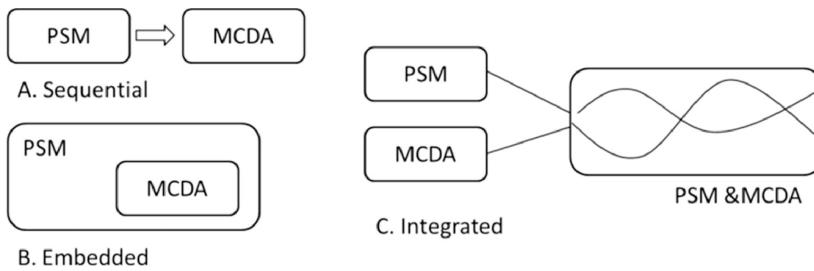 PSM
MCDA
A. Sequential
PSM
MCDA
B. Embedded
PSM
MCDA
PSM &MCDA
C. Integrated